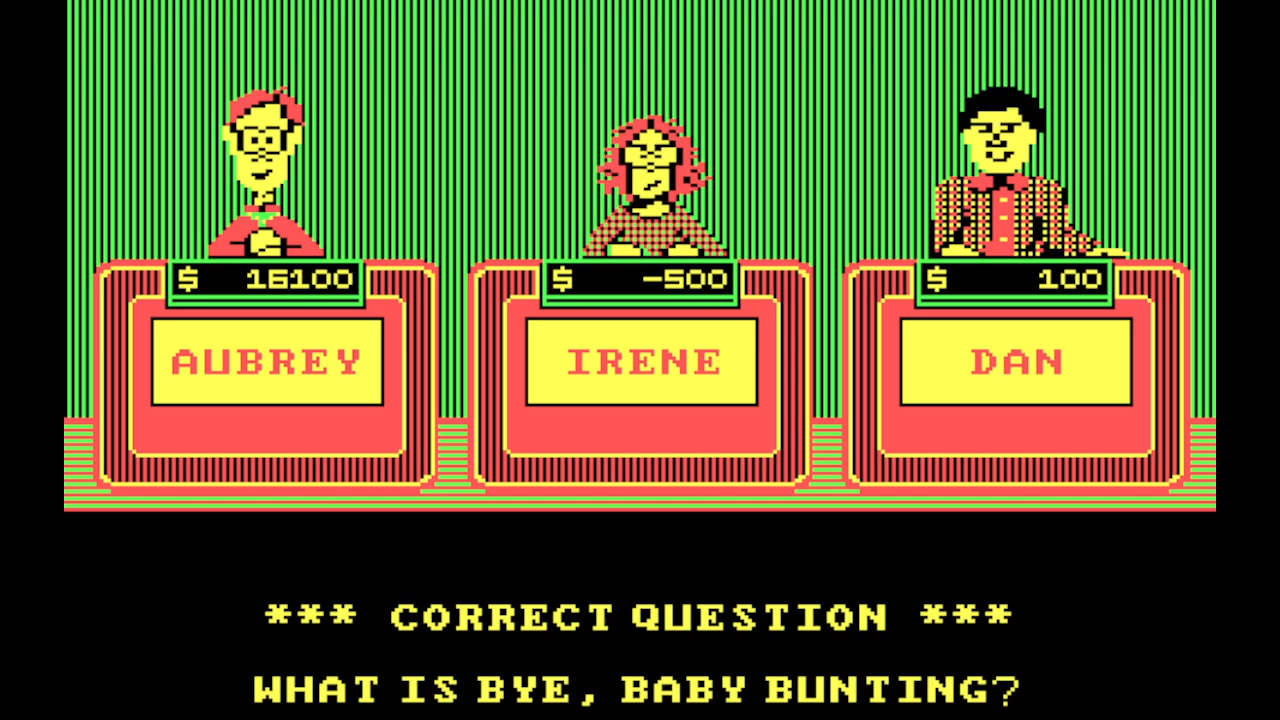 $ 16100 $ -500 $ 100
AUBREY IRENE DAN
*** CORRECT QUESTION ***
WHAT IS BYE, BABY BUNTING?